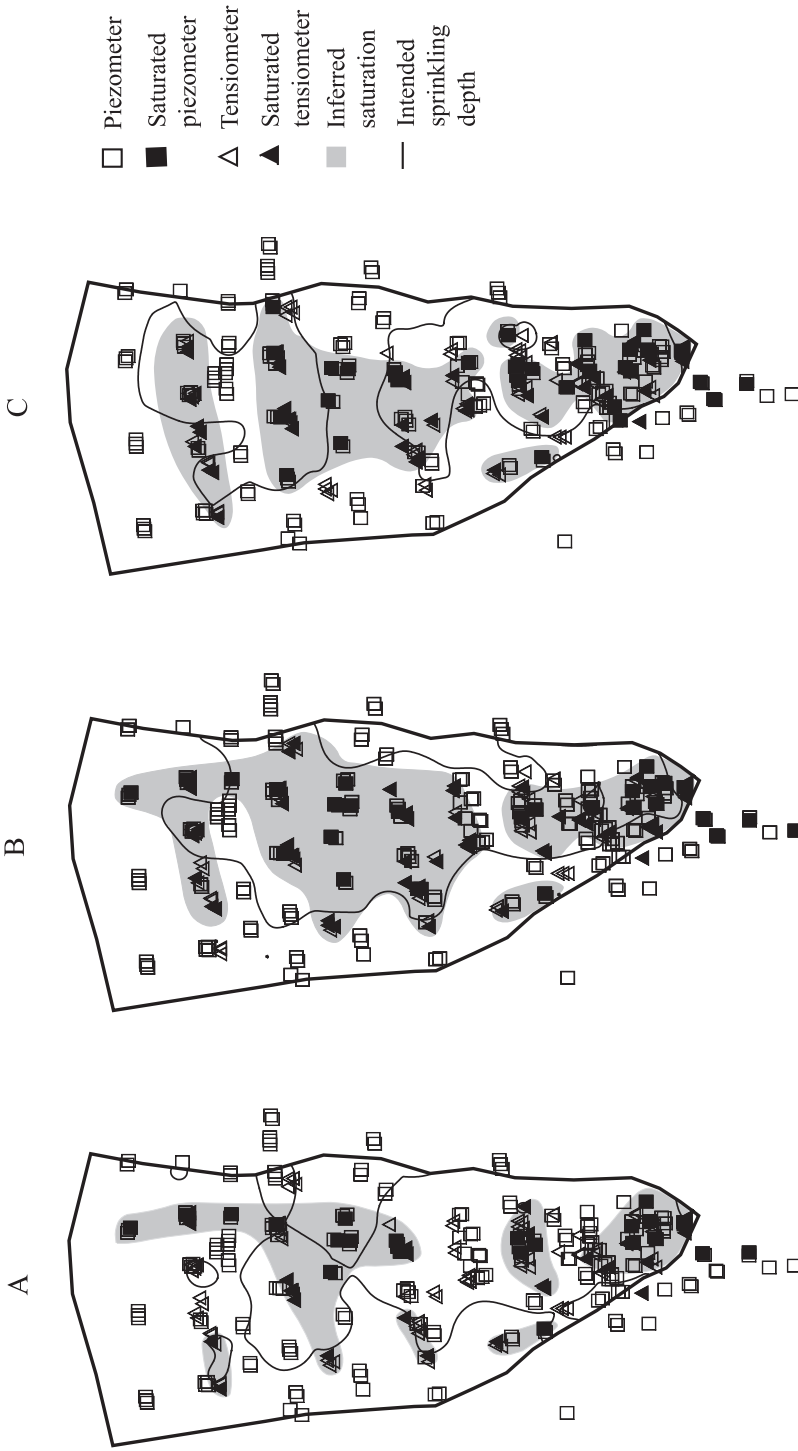 A
B
C
Piezometer
Saturated
piezometer
Tensiometer
Saturated
tensiometer
Inferred
saturation
Intended
sprinkling
depth